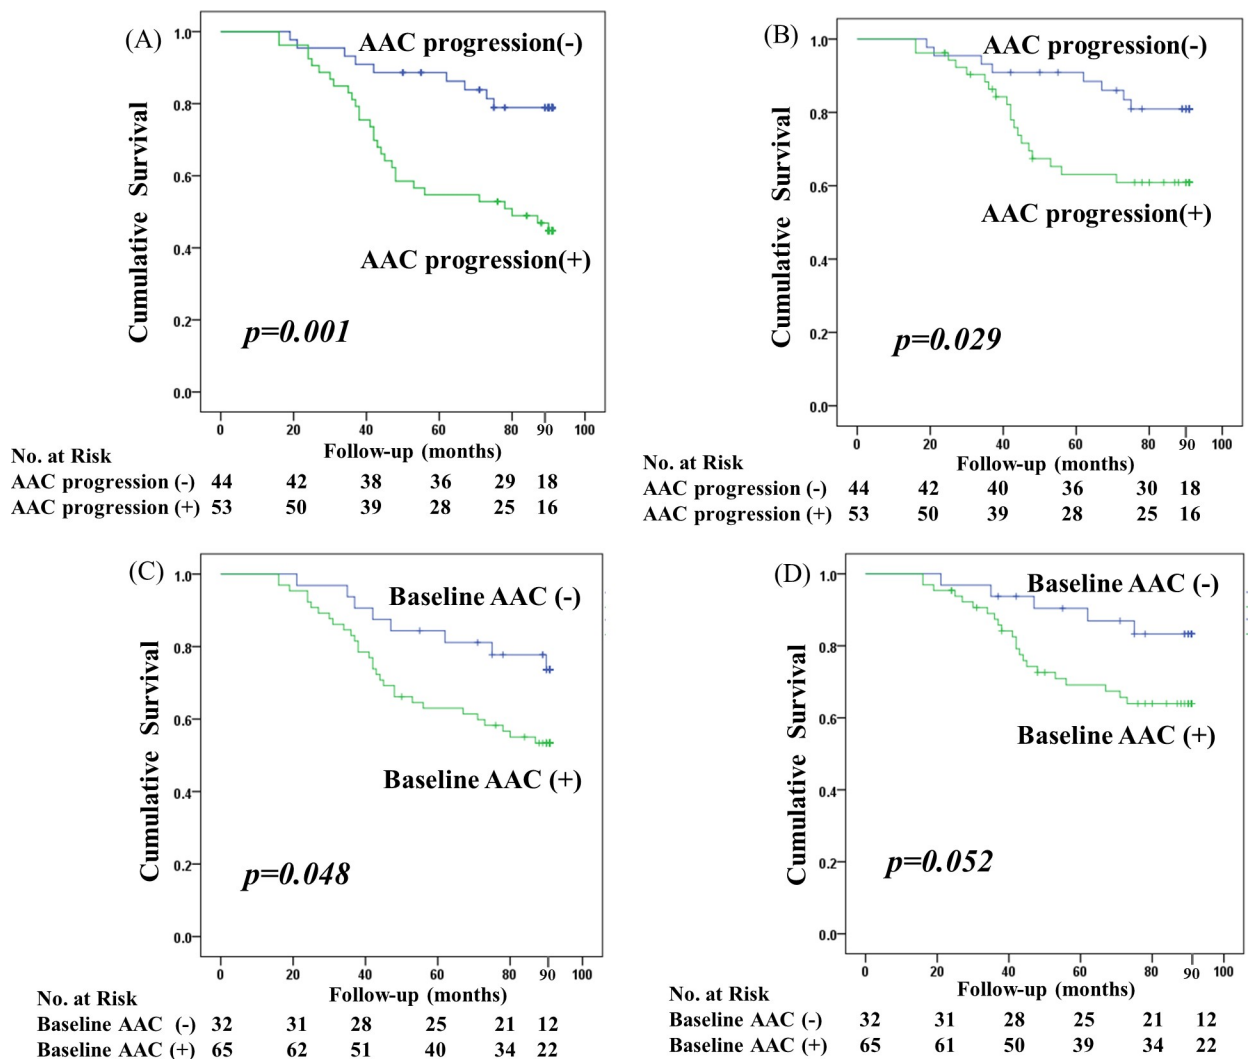 (A)
AAC progression(-)
AAC progression(+)
p=0.001
Cumulative Survival
1.0
0.8
0.6
0.4
0.2
0.0
0 20 40 60 80 90 100
Follow-up (months)
No. at Risk
AAC progression (-) 44 42 38 36 29 18
AAC progression (+) 53 50 39 28 25 16
(B)
AAC progression(-)
AAC progression(+)
p=0.029
Cumulative Survival
1.0
0.8
0.6
0.4
0.2
0.0
0 20 40 60 80 90 100
Follow-up (months)
No. at Risk
AAC progression (-) 44 42 40 36 30 18
AAC progression (+) 53 50 39 28 25 16
(C)
Baseline AAC (-)
Baseline AAC (+)
p=0.048
Cumulative Survival
1.0
0.8
0.6
0.4
0.2
0.0
0 20 40 60 80 90 100
Follow-up (months)
No. at Risk
Baseline AAC (-) 32 31 28 25 21 12
Baseline AAC (+) 65 62 51 40 34 22
(D)
Baseline AAC (-)
Baseline AAC (+)
p=0.052
Cumulative Survival
1.0
0.8
0.6
0.4
0.2
0.0
0 20 40 60 80 90 100
Follow-up (months)
No. at Risk
Baseline AAC (-) 32 31 28 25 21 12
Baseline AAC (+) 65 61 50 39 34 22